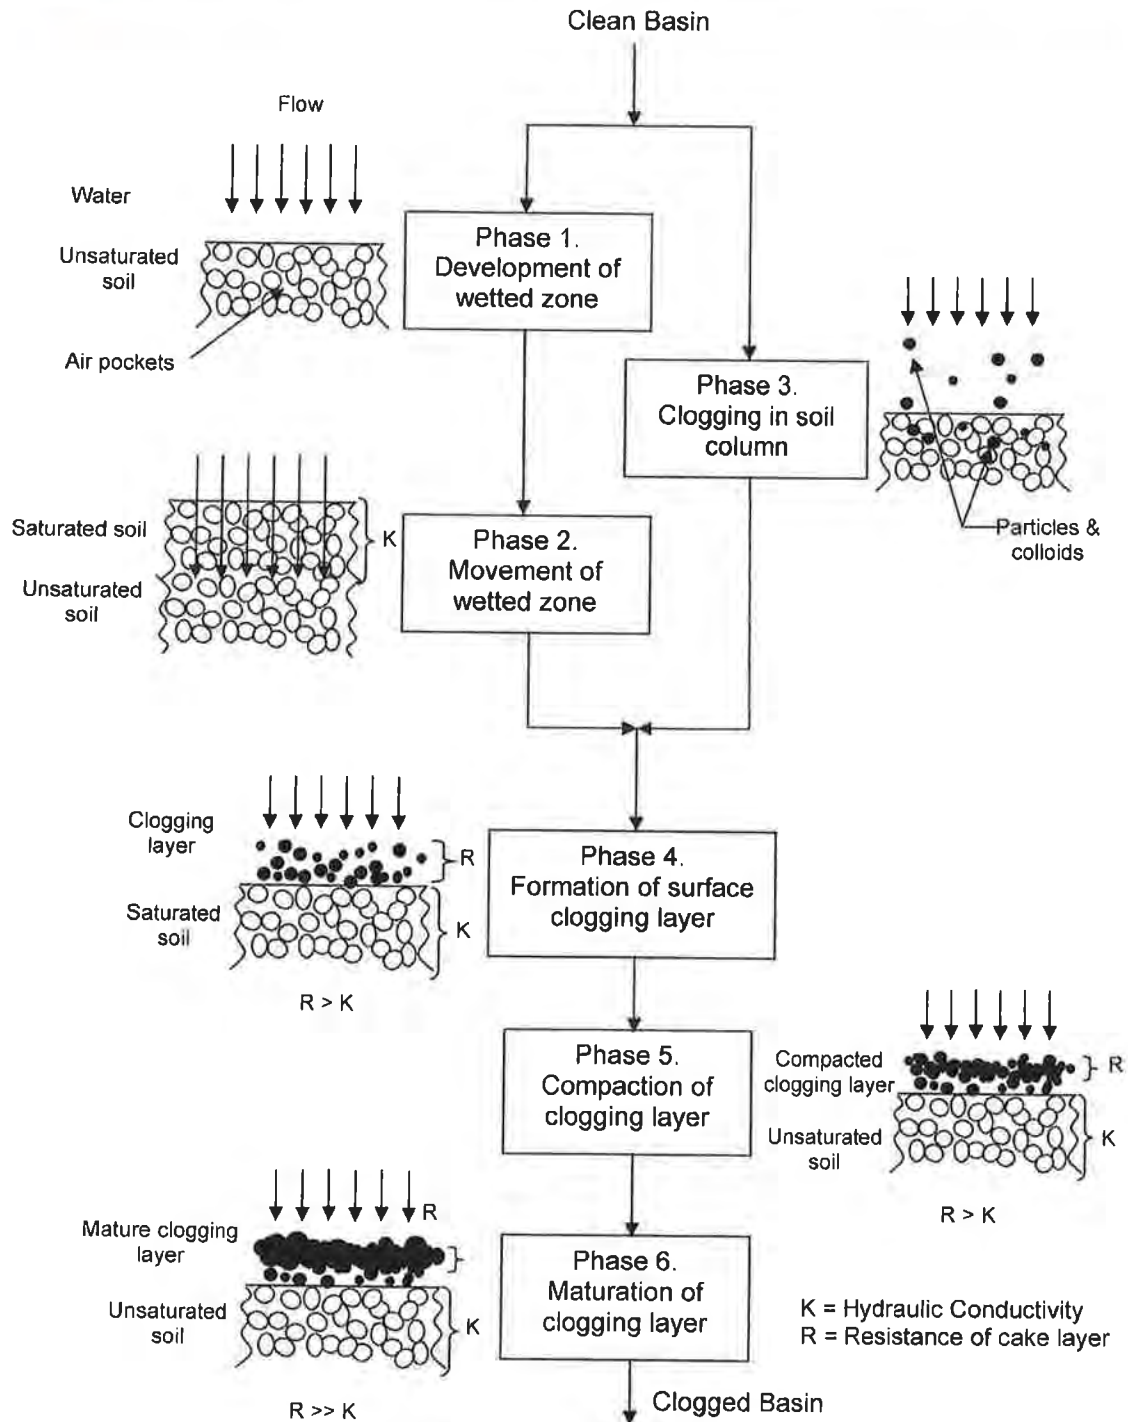 Clean Basin
Flow
Water
Unsaturated
soil
Air pockets
Phase 1.
Development of
wetted zone
Phase 3.
Clogging in soil
column
Particles &
colloids
Saturated soil
Unsaturated
soil
K
Phase 2.
Movement of
wetted zone
Clogging
layer
R
Saturated
soil
K
R > K
Phase 4.
Formation of surface
clogging layer
Phase 5.
Compaction of
clogging layer
Compacted
clogging layer
R
Unsaturated
soil
K
R > K
R
Mature clogging
layer
Unsaturated
soil
K
R >> K
Phase 6.
Maturation of
clogging layer
K = Hydraulic Conductivity
R = Resistance of cake layer
Clogged Basin